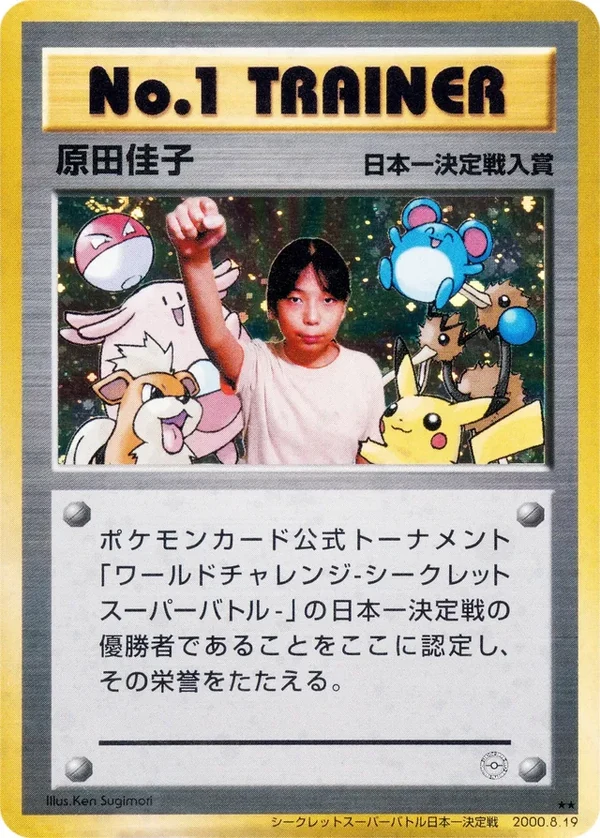 No.1 TRAINER
原田佳子
日本一決定戦入賞
ポケモンカード公式トーナメント
「ワールドチャレンジ-シークレット
スーパーバトル-」の日本一決定戦の
優勝者であることをここに認定し、
その栄誉をたたえる。
Illus.Ken Sugimori
★★
シークレットスーパーバトル日本一決定戦 2000.8.19